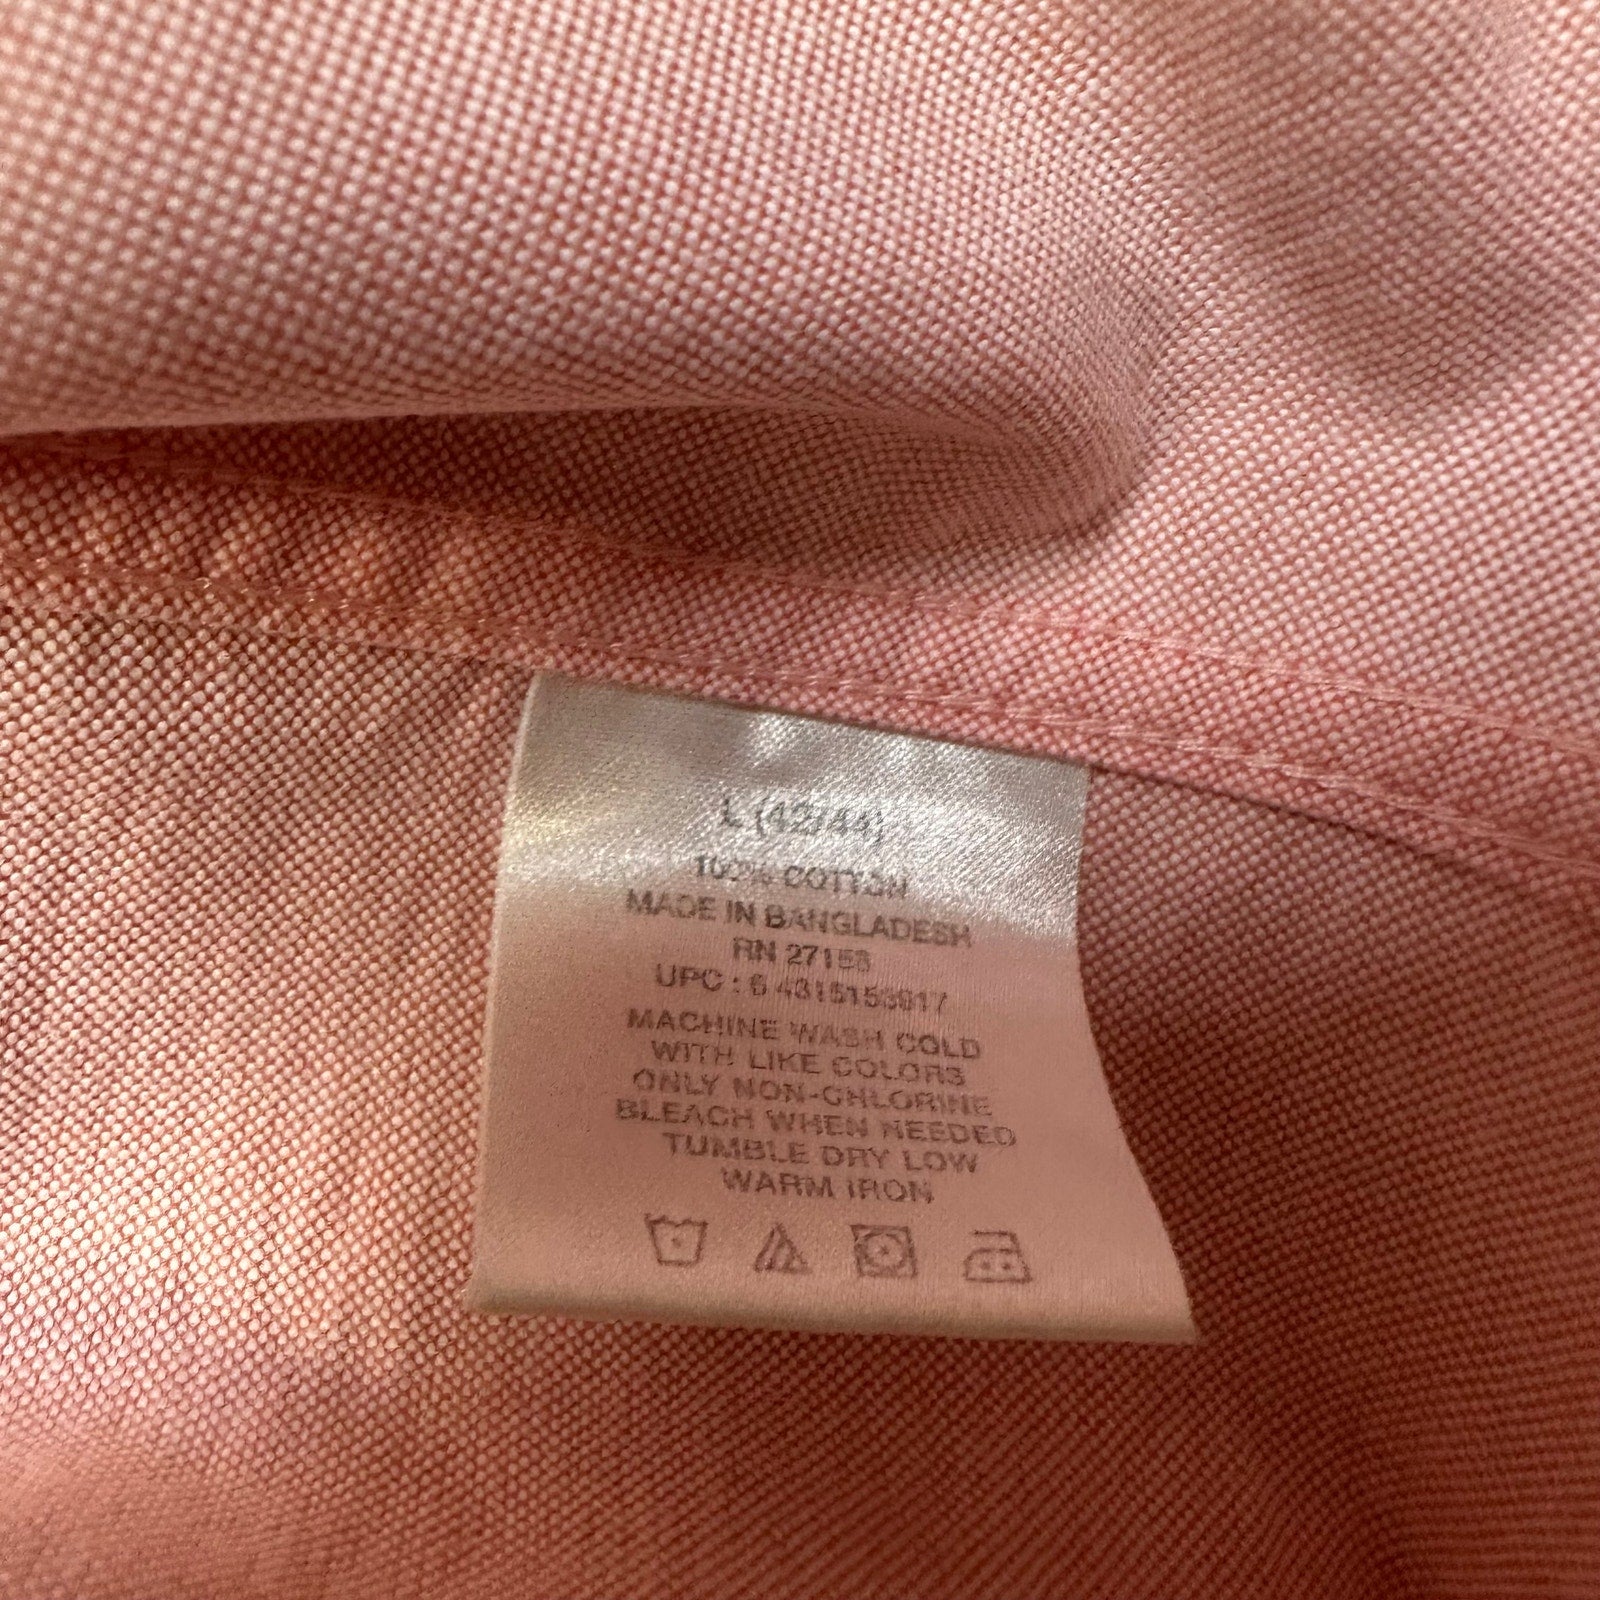 L (42/44)
100% COTTON
MADE IN BANGLADESH
RN 27158
UPC :
MACHINE WASH COLD
WITH LIKE COLORS
ONLY NON-CHLORINE
BLEACH WHEN NEEDED
TUMBLE DRY LOW
WARM IRON